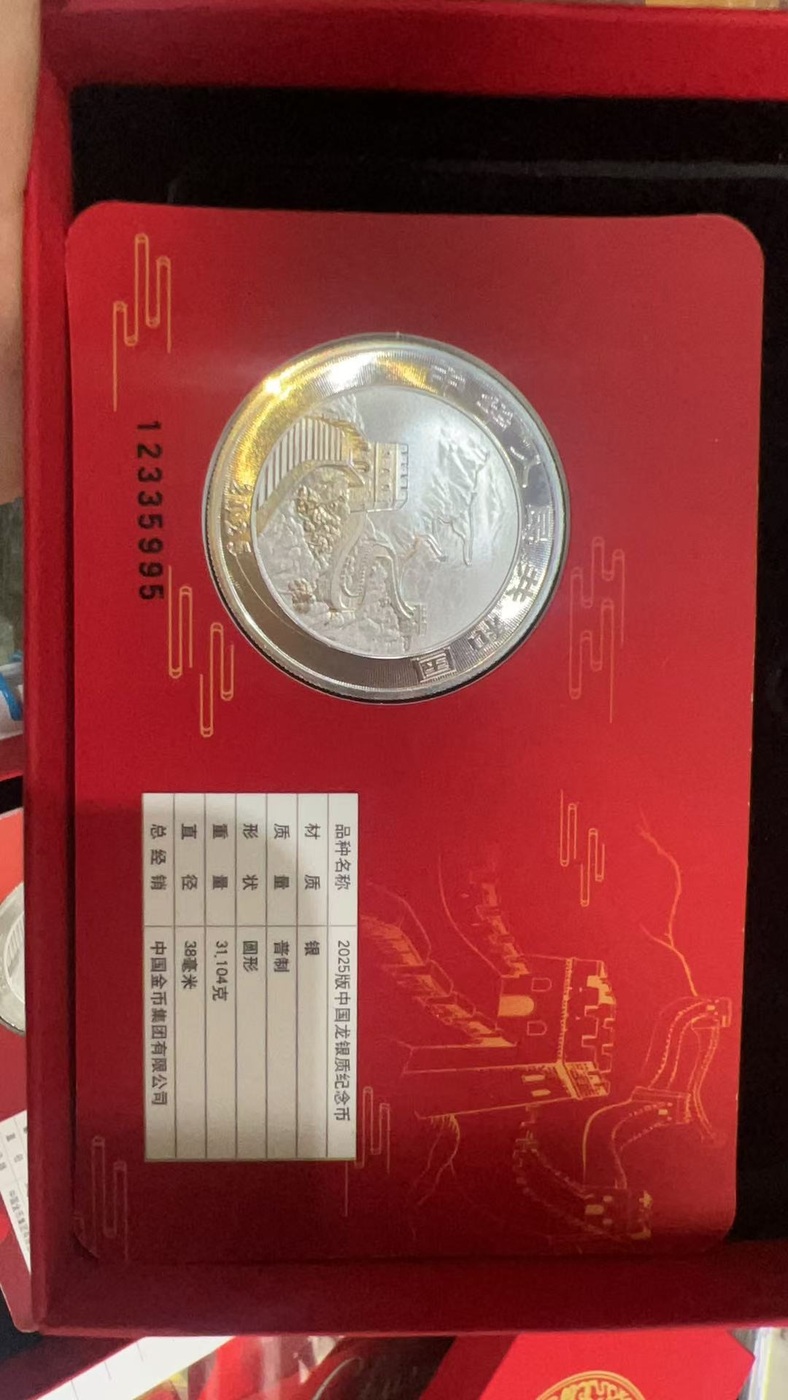 中华人民共和国
2025
12335995
品种名称 2025版中国龙银质纪念币
材质 银
质量 普制
形状 圆形
重量 31.104克
直径 38毫米
总经销 中国金币集团有限公司